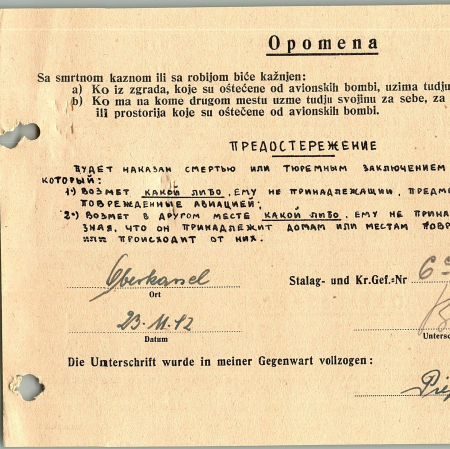 Opomena
Sa smrtnom kaznom ili sa robijom biće kažnjen:
a) Ko iz zgrada, koje su oštećene od avionskih bombi, uzima tudju
b) Ko ma na kome drugom mestu uzme tudju svojinu za sebe, za
ili prostorija koje su oštećene od avionskih bombi.
ПРЕДОСТЕРЕЖЕНИЕ
БУДЕТ НАКАЗАН СМЕРТЬЮ ИЛИ ТЮРЕМНЫМ ЗАКЛЮЧЕНИЕМ
КОТОРЫЙ:
1) ВОЗМЕТ КАКОЙ ЛИБО, ЕМУ НЕ ПРИНАДЛЕЖАЩИЙ, ПРЕДМЕ
ПОВРЕЖДЕННЫЕ АВИАЦИЕЙ;
2) ВОЗМЕТ В ДРУГОМ МЕСТЕ КАКОЙ ЛИБО, ЕМУ НЕ ПРИНА
ЗНАЯ, ЧТО ОН ПРИНАДЛЕЖИТ ДОМАМ ИЛИ МЕСТАМ ПОВР
ПРОИСХОДИТ ОТ НИХ.
Oberkassel
Stalag- und Kr.Gef.=Nr 6
Ort
23.11.42
Datum
Untersc
Die Unterschrift wurde in meiner Gegenwart vollzogen: